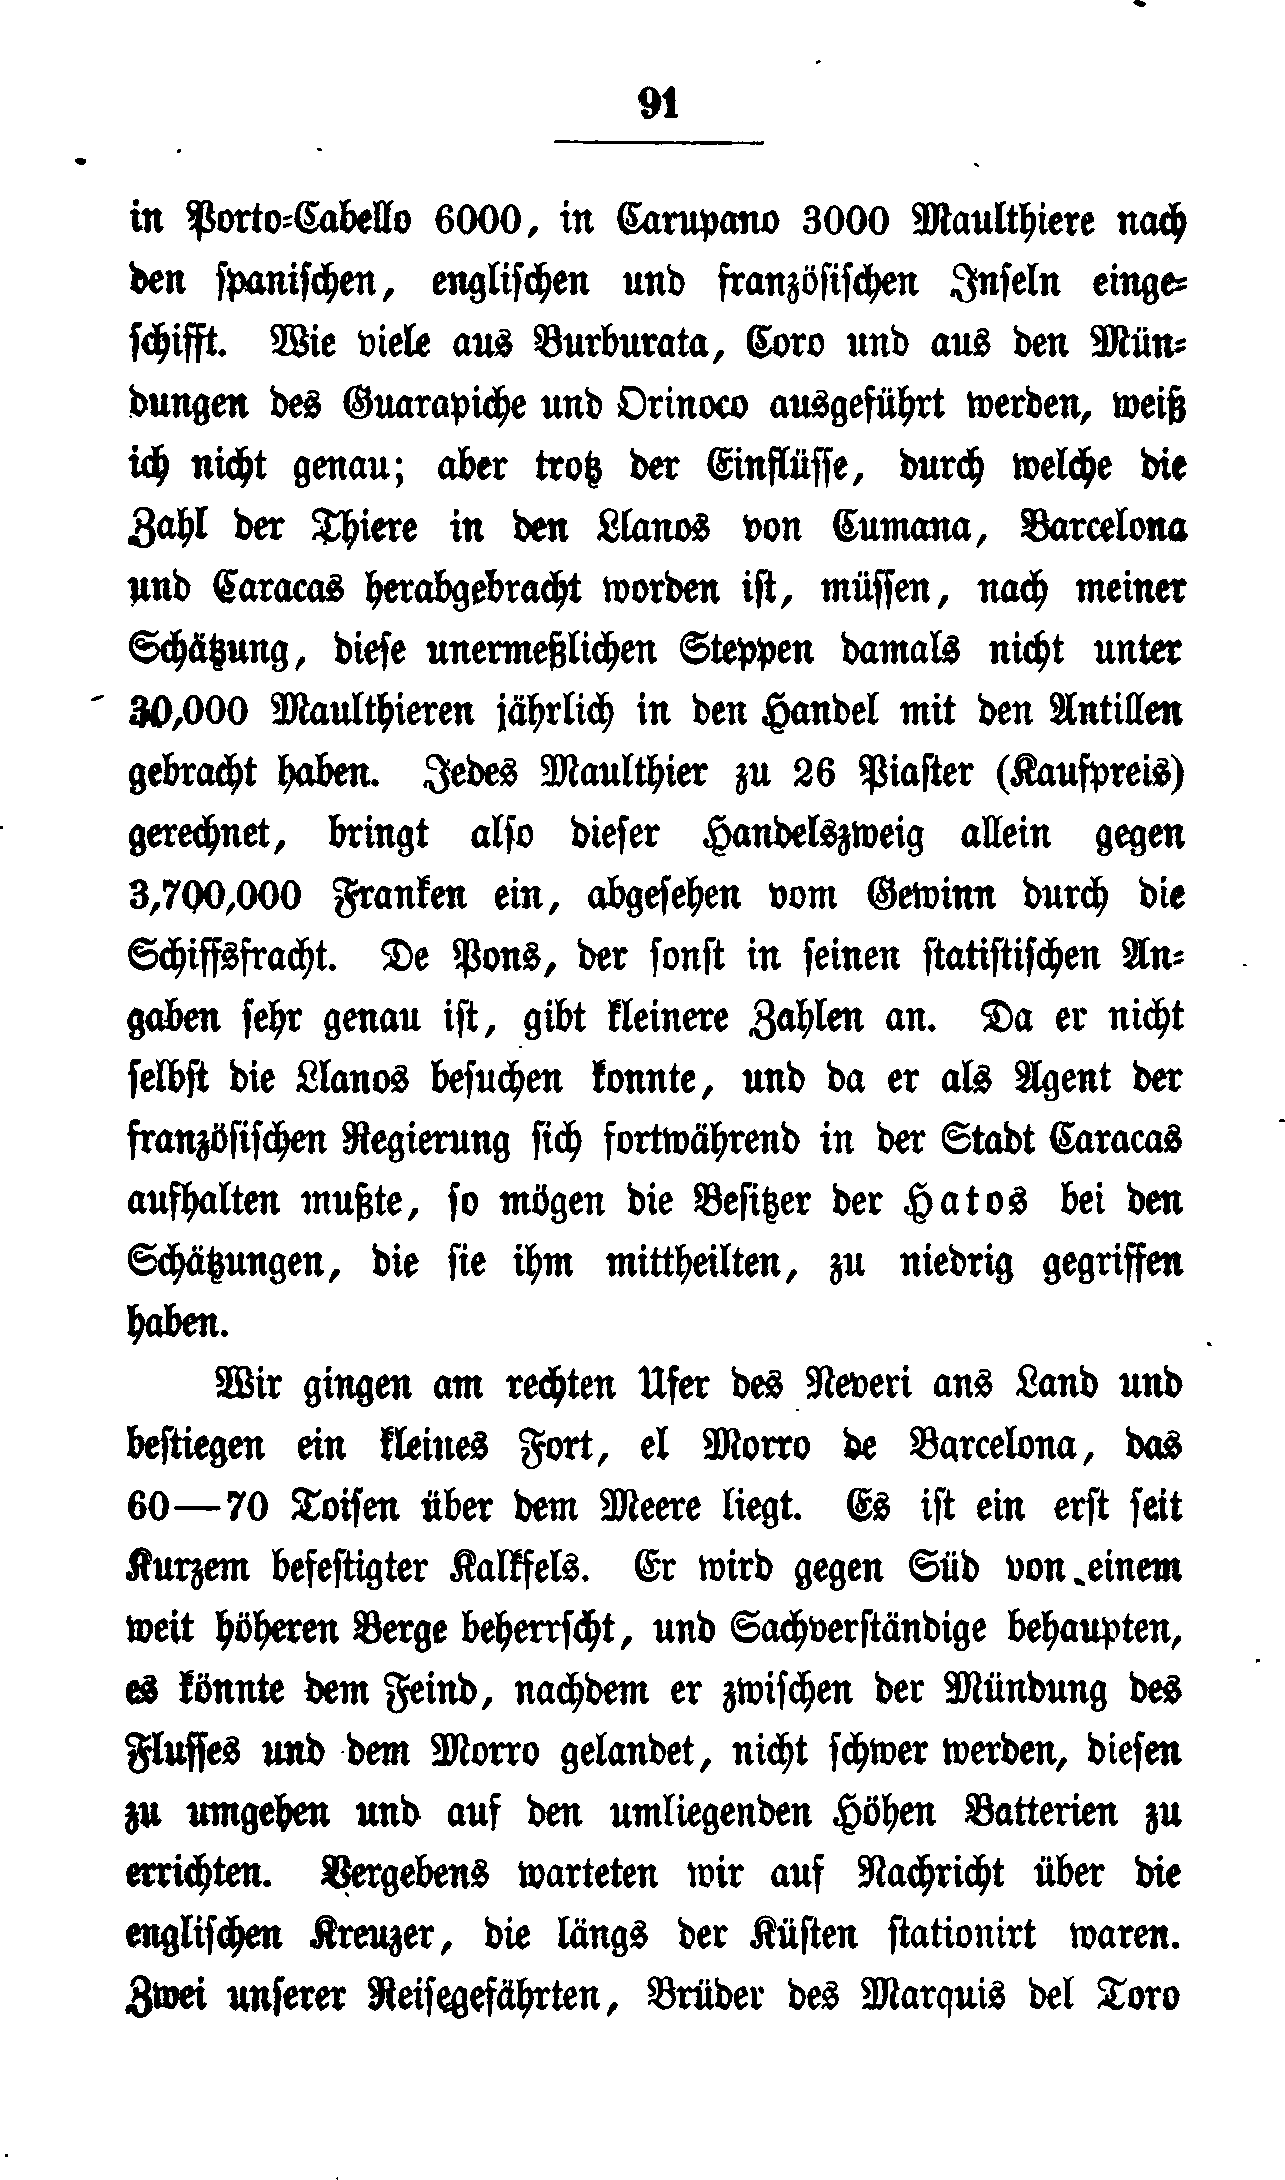 91
in Porto-Cabello 6000, in Carupano 3000 Maulthiere nach
den spanischen, englischen und französischen Inseln einge-
schifft. Wie viele aus Burburata, Coro und aus den Mün-
dungen des Guarapiche und Orinoco ausgeführt werden, weiß
ich nicht genau; aber trotz der Einflüsse, durch welche die
Zahl der Thiere in den Llanos von Cumana, Barcelona
und Caracas herabgebracht worden ist, müssen, nach meiner
Schätzung, diese unermeßlichen Steppen damals nicht unter
30,000 Maulthieren jährlich in den Handel mit den Antillen
gebracht haben. Jedes Maulthier zu 26 Piaster (Kaufpreis)
gerechnet, bringt also dieser Handelszweig allein gegen
3,700,000 Franken ein, abgesehen vom Gewinn durch die
Schiffsfracht. De Pons, der sonst in seinen statistischen An-
gaben sehr genau ist, gibt kleinere Zahlen an. Da er nicht
selbst die Llanos besuchen konnte, und da er als Agent der
französischen Regierung sich fortwährend in der Stadt Caracas
aufhalten mußte, so mögen die Besitzer der Hatos bei den
Schätzungen, die sie ihm mittheilten, zu niedrig gegriffen
haben.
Wir gingen am rechten Ufer des Neveri ans Land und
bestiegen ein kleines Fort, el Morro de Barcelona, das
60—70 Toisen über dem Meere liegt. Es ist ein erst seit
Kurzem befestigter Kalkfels. Er wird gegen Süd von einem
weit höheren Berge beherrscht, und Sachverständige behaupten,
es könnte dem Feind, nachdem er zwischen der Mündung des
Flusses und dem Morro gelandet, nicht schwer werden, diesen
zu umgehen und auf den umliegenden Höhen Batterien zu
errichten. Vergebens warteten wir auf Nachricht über die
englischen Kreuzer, die längs der Küsten stationirt waren.
Zwei unserer Reisegefährten, Brüder des Marquis del Toro